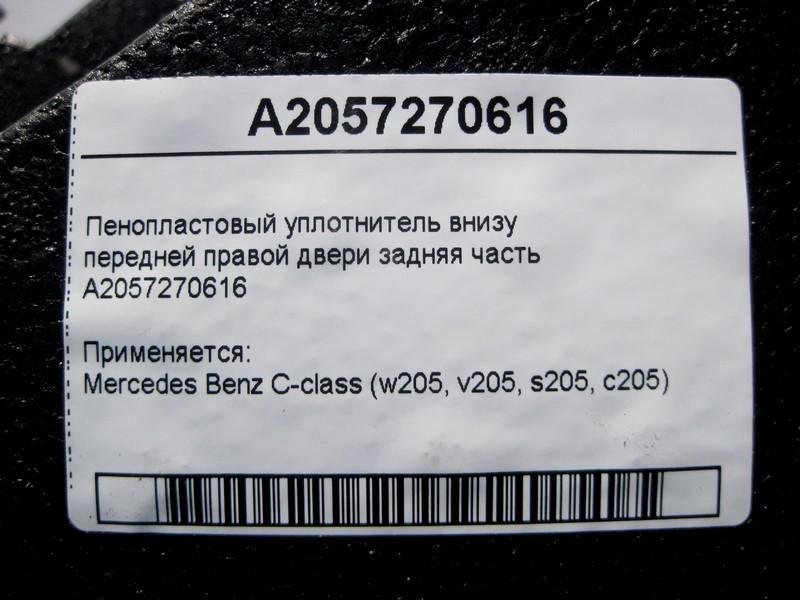 A2057270616
Пенопластовый уплотнитель внизу
передней правой двери задняя часть
A2057270616
Применяется:
Mercedes Benz C-class (w205, v205, s205, c205)